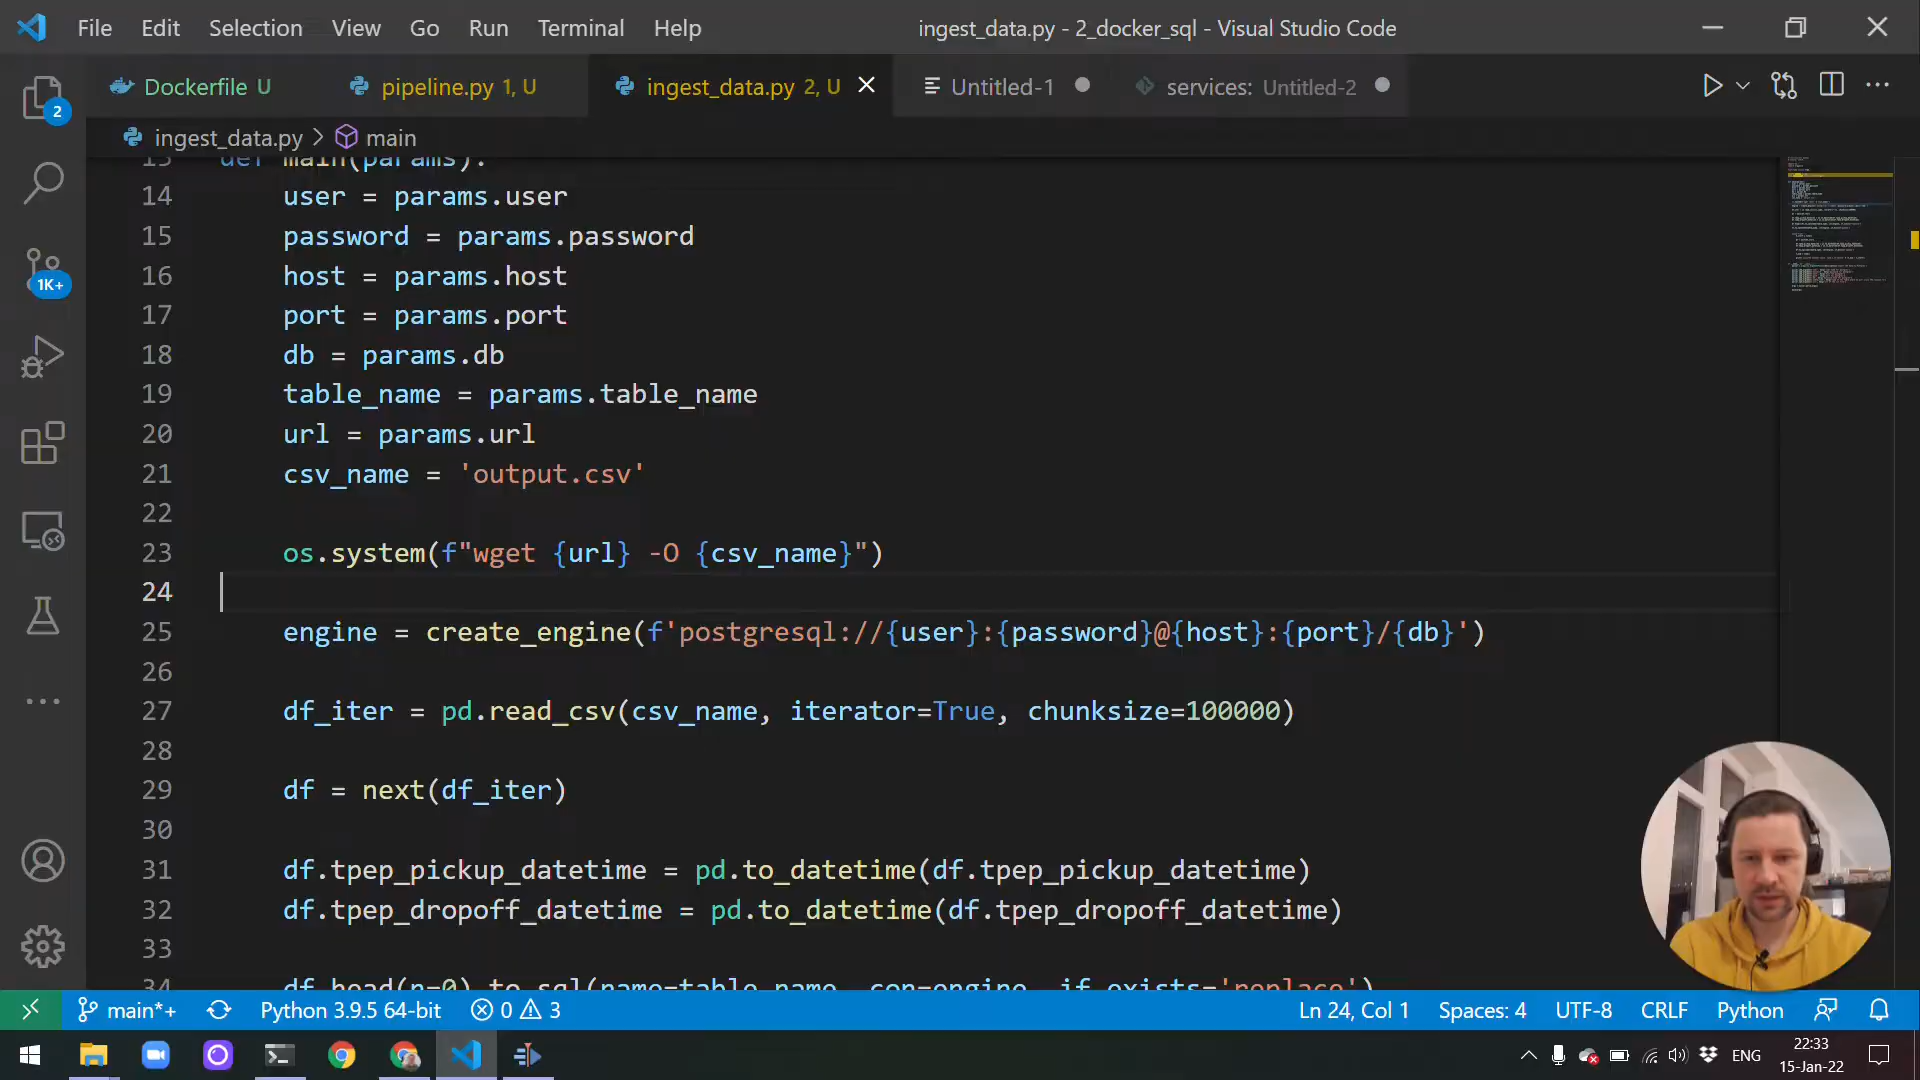 File Edit Selection View Go Run Terminal Help ingest_data.py - 2_docker_sql - Visual Studio Code
Dockerfile U pipeline.py 1, U ingest_data.py 2, U Untitled-1 services: Untitled-2
2
ingest_data.py > main
13 def main(params):
14 user = params.user
15 password = params.password
16 host = params.host
1K+
17 port = params.port
18 db = params.db
19 table_name = params.table_name
20 url = params.url
21 csv_name = 'output.csv'
22
23 os.system(f"wget {url} -O {csv_name}")
24
25 engine = create_engine(f'postgresql://{user}:{password}@{host}:{port}/{db}')
26
27 df_iter = pd.read_csv(csv_name, iterator=True, chunksize=100000)
28
29 df = next(df_iter)
30
31 df.tpep_pickup_datetime = pd.to_datetime(df.tpep_pickup_datetime)
32 df.tpep_dropoff_datetime = pd.to_datetime(df.tpep_dropoff_datetime)
33
34 df.head(n=0).to_sql(name=table_name, con=engine, if_exists='replace')
main*+ Python 3.9.5 64-bit 0 3 Ln 24, Col 1 Spaces: 4 UTF-8 CRLF Python
ENG 22:33
15-Jan-22